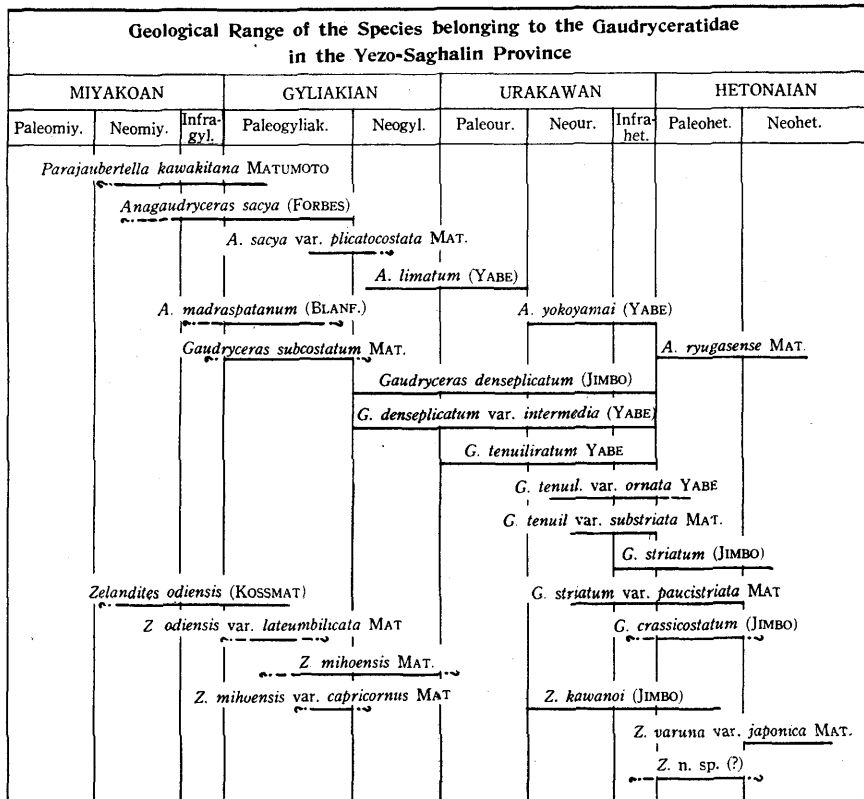 Geological Range of the Species belonging to the Gaudryceratidae
in the Yezo-Saghalin Province
MIYAKOAN GYLIAKIAN URAKAWAN HETONAIAN
Paleomiy. Neomiy. Infra-gyl. Paleogyliak. Neogyl. Paleour. Neour. Infra-het. Paleohet. Neohet.
Parajaubertella kawakitana MATUMOTO
Anagaudryceras sacya (FORBES)
A. sacya var. plicatocostata MAT.
A. limatum (YABE)
A. madraspatanum (BLANF.) A. yokoyamai (YABE)
Gaudryceras subcostatum MAT. A. ryugasense MAT.
Gaudryceras denseplicatum (JIMBO)
G. denseplicatum var. intermedia (YABE)
G. tenuiliratum YABE
G. tenuil. var. ornata YABE
G. tenuil var. substriata MAT.
G. striatum (JIMBO)
Zelandites odiensis (KOSSMAT) G. striatum var. paucistriata MAT
Z odiensis var. lateumbilicata MAT G. crassicostatum (JIMBO)
Z mihoensis MAT.
Z. mihoensis var. capricornus MAT Z. kawanoi (JIMBO)
Z. varuna var. japonica MAT.
Z. n. sp. (?)